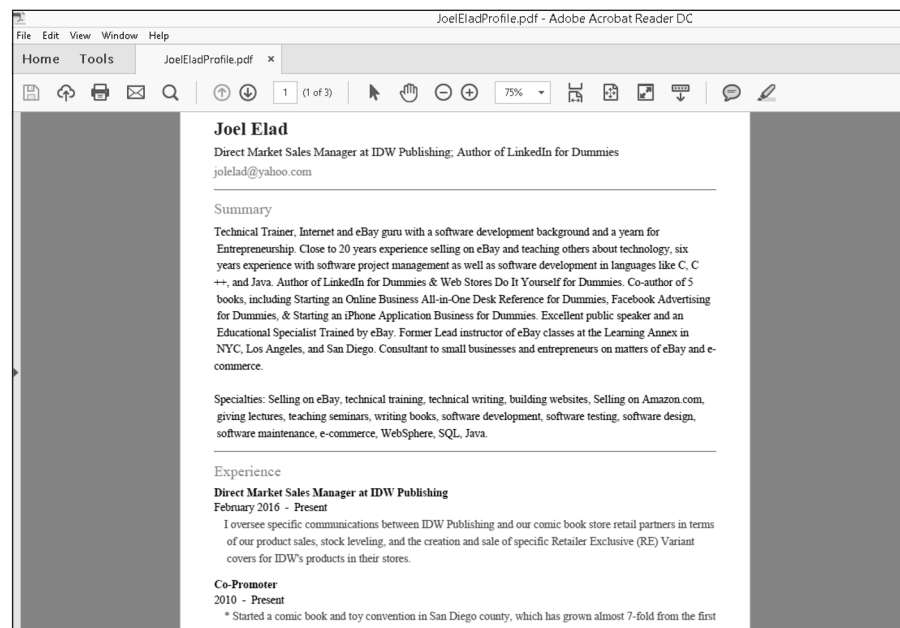 JoelEladProfile.pdf - Adobe Acrobat Reader DC
File Edit View Window Help
Home Tools JoelEladProfile.pdf ×
1 (1 of 3) 75%
Joel Elad
Direct Market Sales Manager at IDW Publishing; Author of LinkedIn for Dummies
jolelad@yahoo.com
Summary
Technical Trainer, Internet and eBay guru with a software development background and a yearn for
Entrepreneurship. Close to 20 years experience selling on eBay and teaching others about technology, six
years experience with software project management as well as software development in languages like C, C
++, and Java. Author of LinkedIn for Dummies & Web Stores Do It Yourself for Dummies. Co-author of 5
books, including Starting an Online Business All-in-One Desk Reference for Dummies, Facebook Advertising
for Dummies, & Starting an iPhone Application Business for Dummies. Excellent public speaker and an
Educational Specialist Trained by eBay. Former Lead instructor of eBay classes at the Learning Annex in
NYC, Los Angeles, and San Diego. Consultant to small businesses and entrepreneurs on matters of eBay and e-
commerce.
Specialties: Selling on eBay, technical training, technical writing, building websites, Selling on Amazon.com,
giving lectures, teaching seminars, writing books, software development, software testing, software design,
software maintenance, e-commerce, WebSphere, SQL, Java.
Experience
Direct Market Sales Manager at IDW Publishing
February 2016 - Present
I oversee specific communications between IDW Publishing and our comic book store retail partners in terms
of our product sales, stock leveling, and the creation and sale of specific Retailer Exclusive (RE) Variant
covers for IDW's products in their stores.
Co-Promoter
2010 - Present
* Started a comic book and toy convention in San Diego county, which has grown almost 7-fold from the first